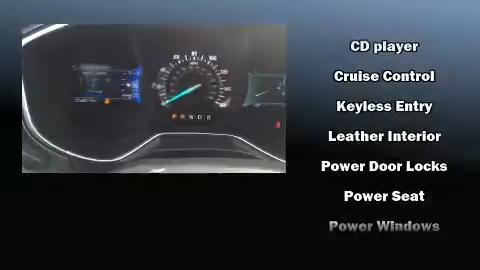 CD player
Cruise Control
Keyless Entry
Leather Interior
Power Door Locks
Power Seat
Power Windows